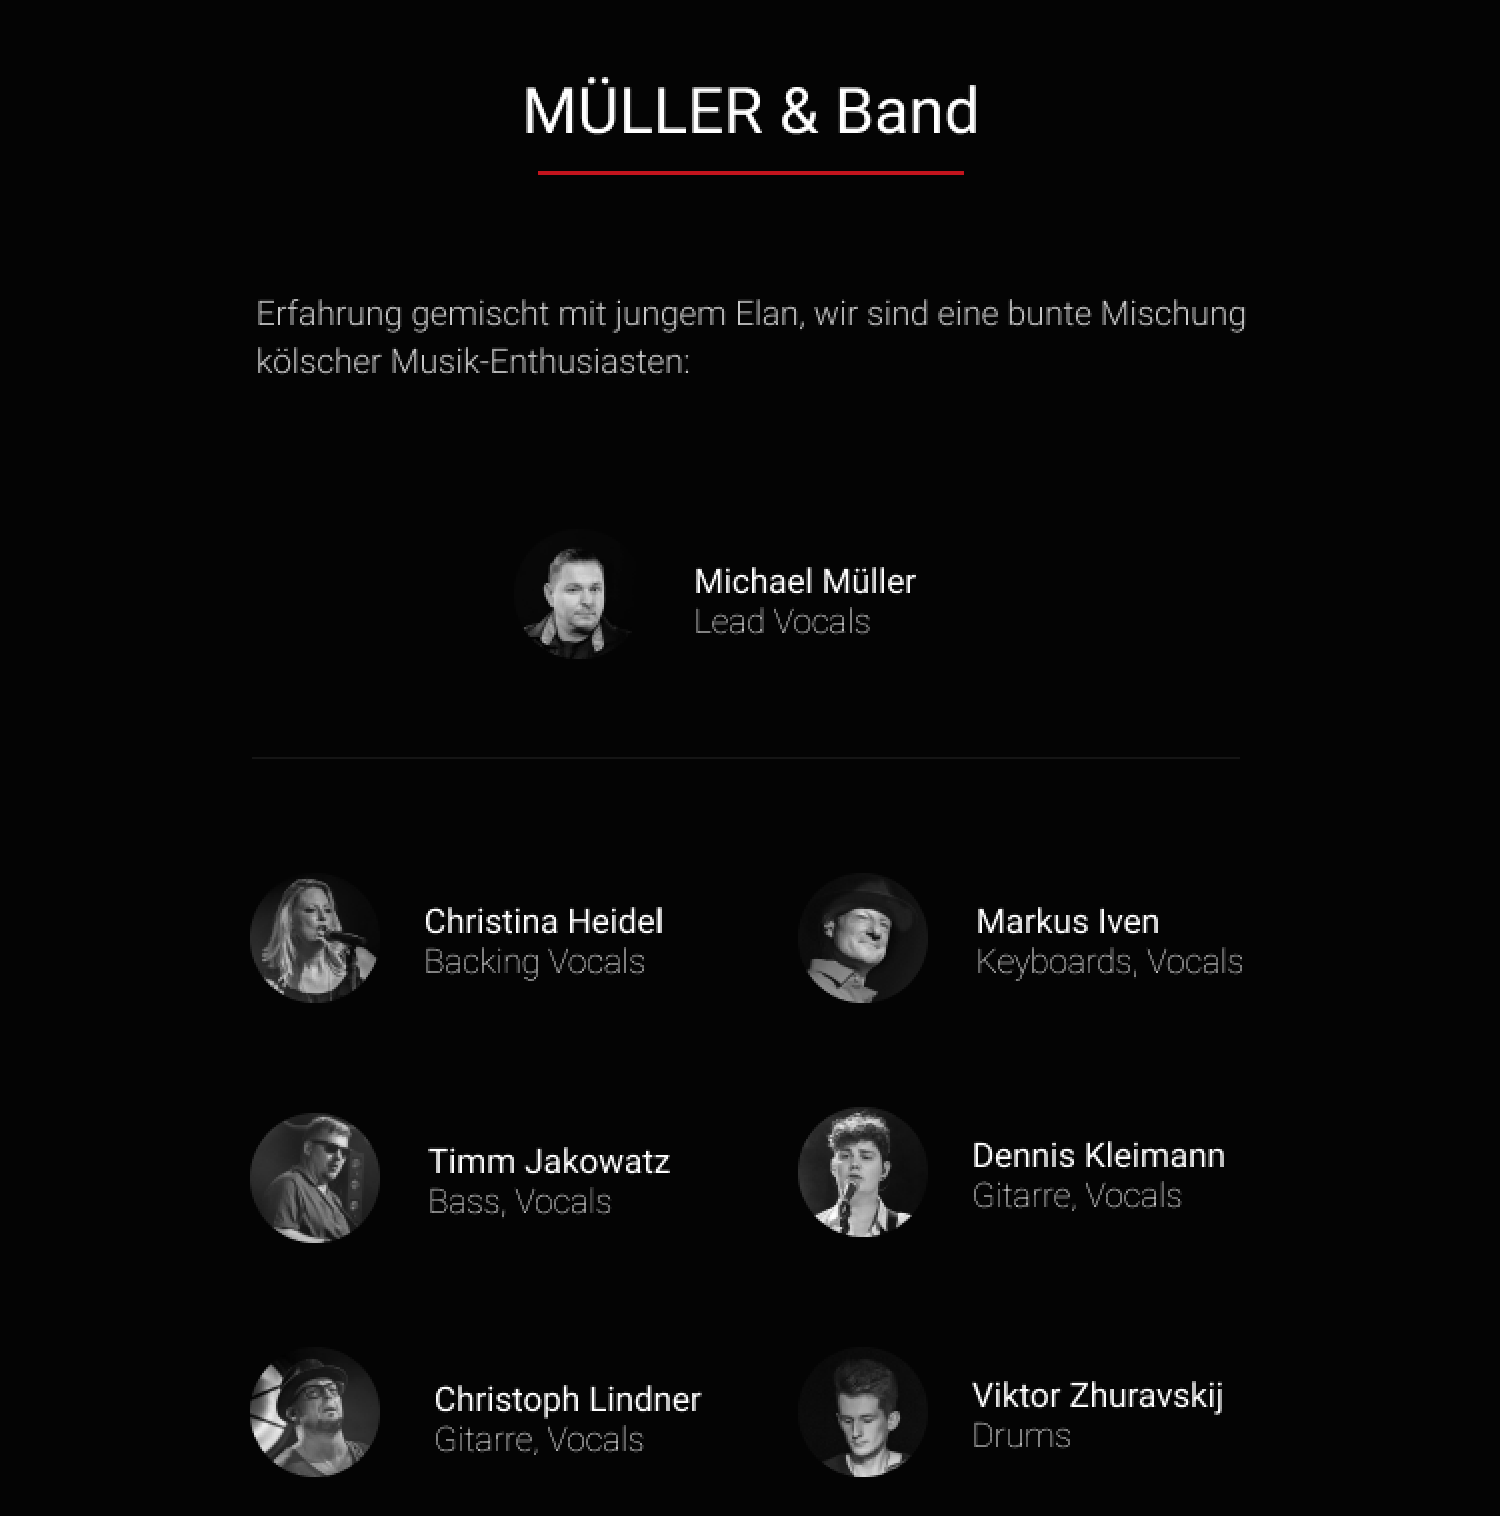 MÜLLER & Band
Erfahrung gemischt mit jungem Elan, wir sind eine bunte Mischung
kölscher Musik-Enthusiasten:
Michael Müller
Lead Vocals
Christina Heidel
Backing Vocals
Markus Iven
Keyboards, Vocals
Timm Jakowatz
Bass, Vocals
Dennis Kleimann
Gitarre, Vocals
Christoph Lindner
Gitarre, Vocals
Viktor Zhuravskij
Drums